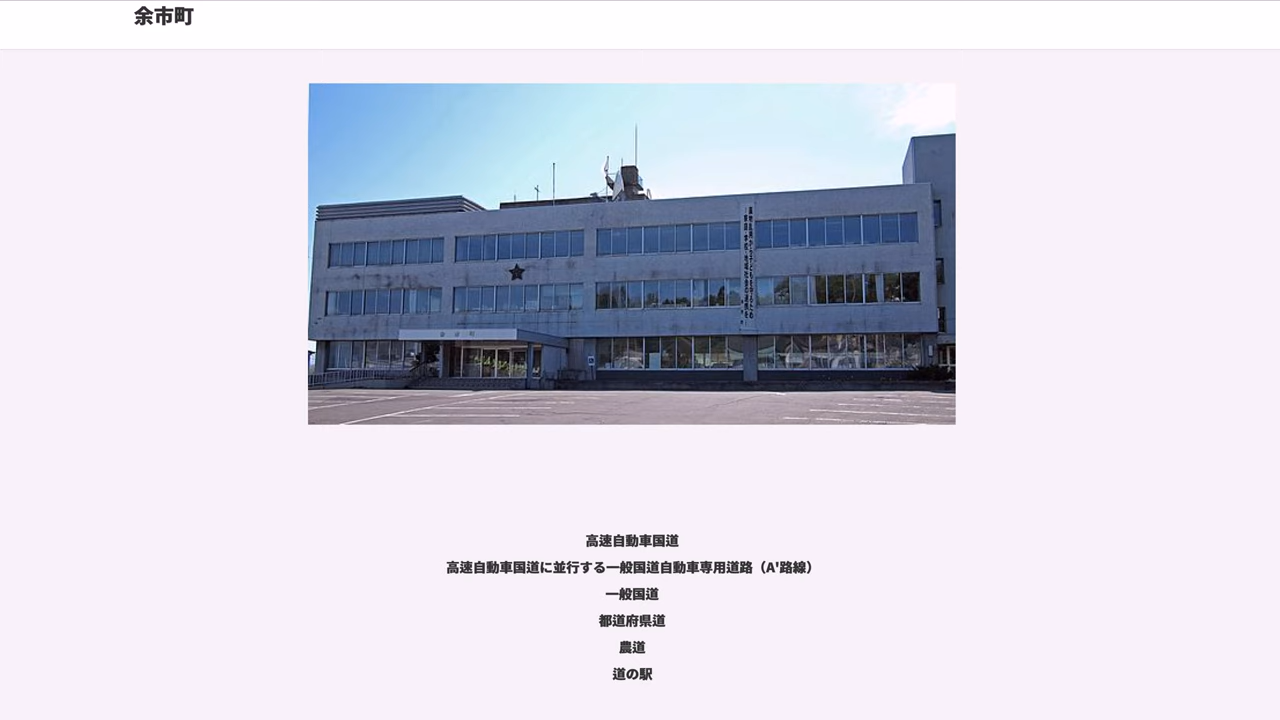 余市町
高速自動車国道
高速自動車国道に並行する一般国道自動車専用道路（A'路線）
一般国道
都道府県道
農道
道の駅